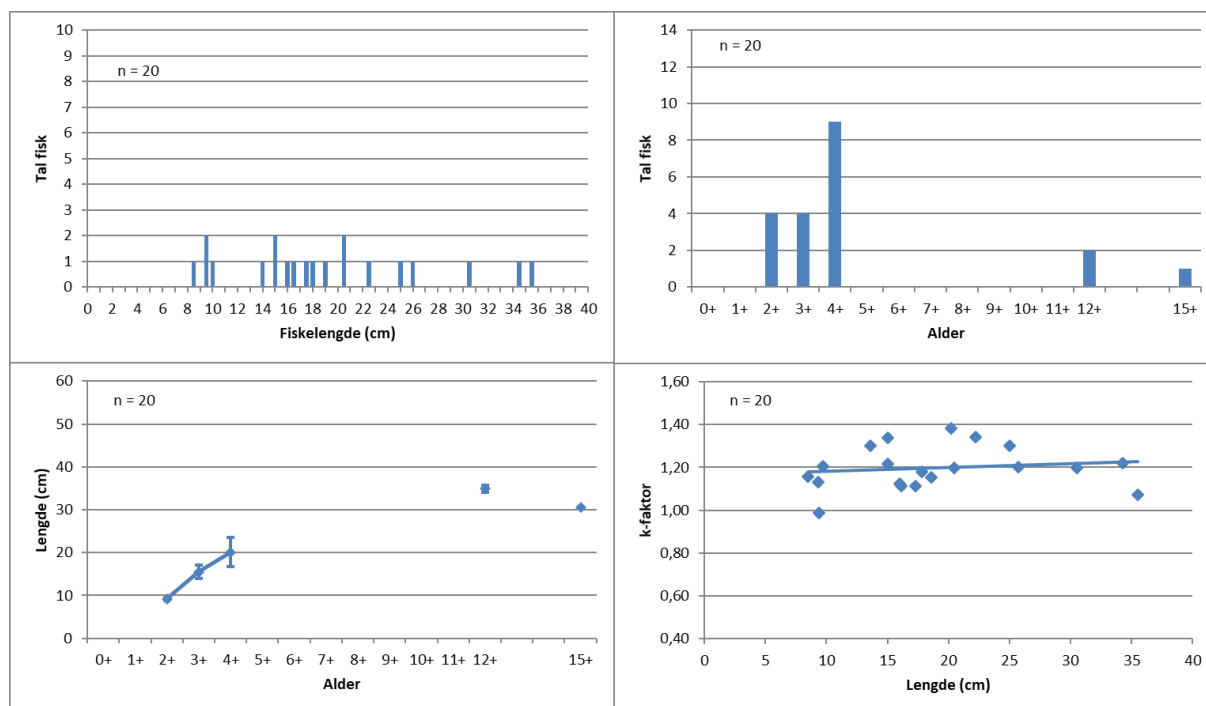 n = 20
Tal fisk
10
9
8
7
6
5
4
3
2
1
0
0 2 4 6 8 10 12 14 16 18 20 22 24 26 28 30 32 34 36 38 40
Fiskelengde (cm)
n = 20
Tal fisk
14
12
10
8
6
4
2
0
0+ 1+ 2+ 3+ 4+ 5+ 6+ 7+ 8+ 9+ 10+ 11+ 12+ 15+
Alder
n = 20
Lengde (cm)
60
50
40
30
20
10
0
0+ 1+ 2+ 3+ 4+ 5+ 6+ 7+ 8+ 9+ 10+ 11+ 12+ 15+
Alder
n = 20
k-faktor
1,60
1,40
1,20
1,00
0,80
0,60
0,40
0 5 10 15 20 25 30 35 40
Lengde (cm)